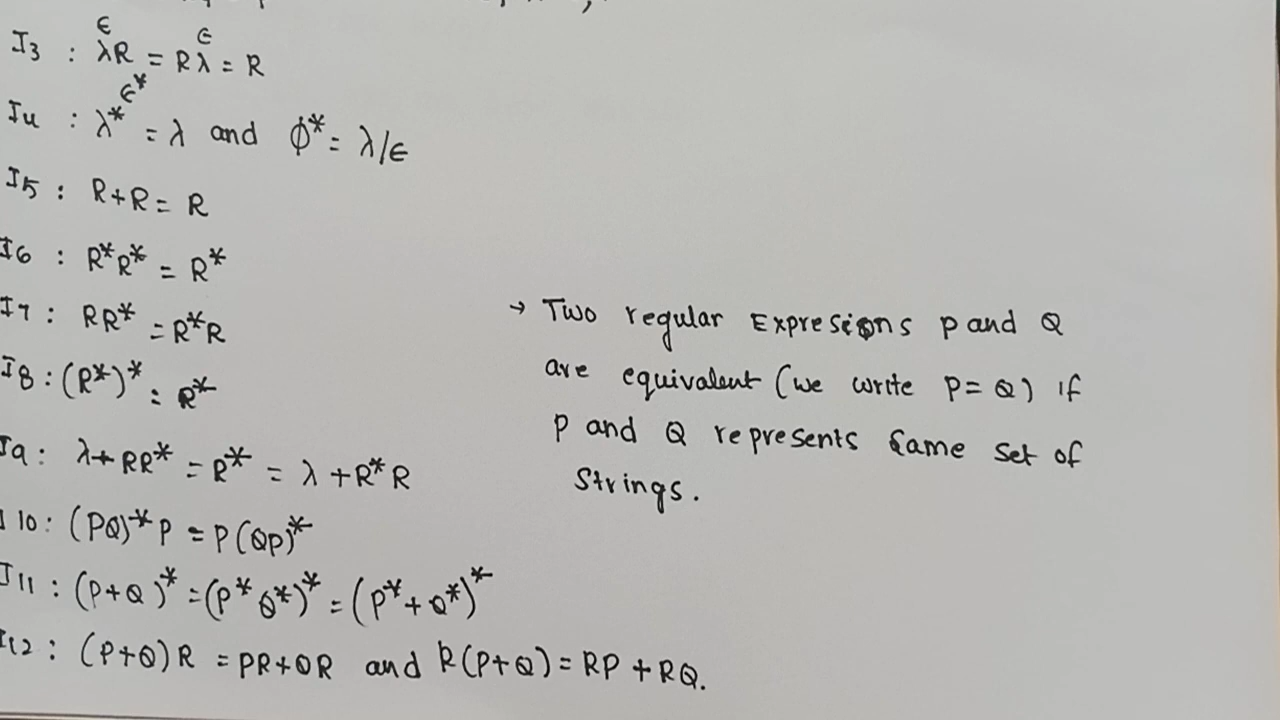 ϵ ϵ
I3 : λR = Rλ = R
ϵ*
I4 : λ* = λ and ϕ* = λ/ϵ
I5 : R+R = R
I6 : R*R* = R*
I7 : RR* = R*R
I8 : (R*)* = R*
I9 : λ+RR* = R* = λ+R*R
I10 : (PQ)*P = P(QP)*
I11 : (P+Q)* = (P*Q*)* = (P*+Q*)*
I12 : (P+Q)R = PR+QR and R(P+Q) = RP+RQ.
→ Two regular Expresions P and Q
are equivalent (we write P=Q) if
P and Q represents Same set of
Strings.